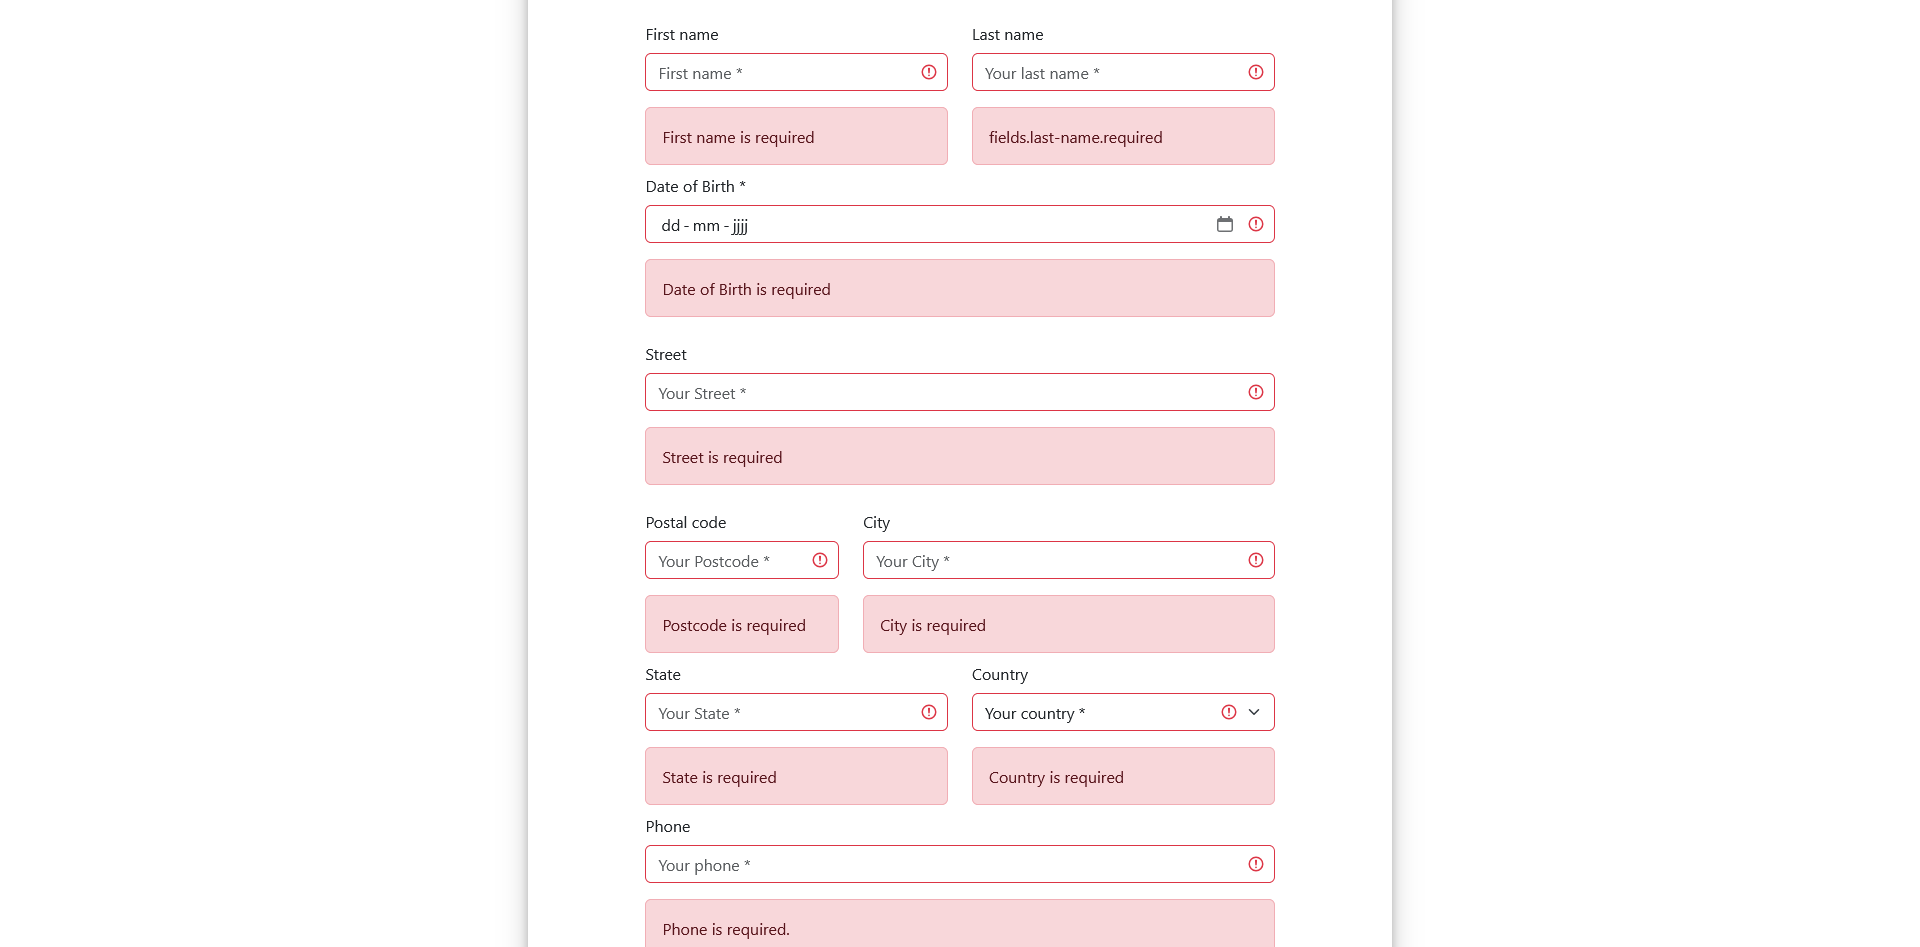 First name
Last name
First name *
Your last name *
First name is required
fields.last-name.required
Date of Birth *
dd - mm - jjjj
Date of Birth is required
Street
Your Street *
Street is required
Postal code
City
Your Postcode *
Your City *
Postcode is required
City is required
State
Country
Your State *
Your country *
State is required
Country is required
Phone
Your phone *
Phone is required.